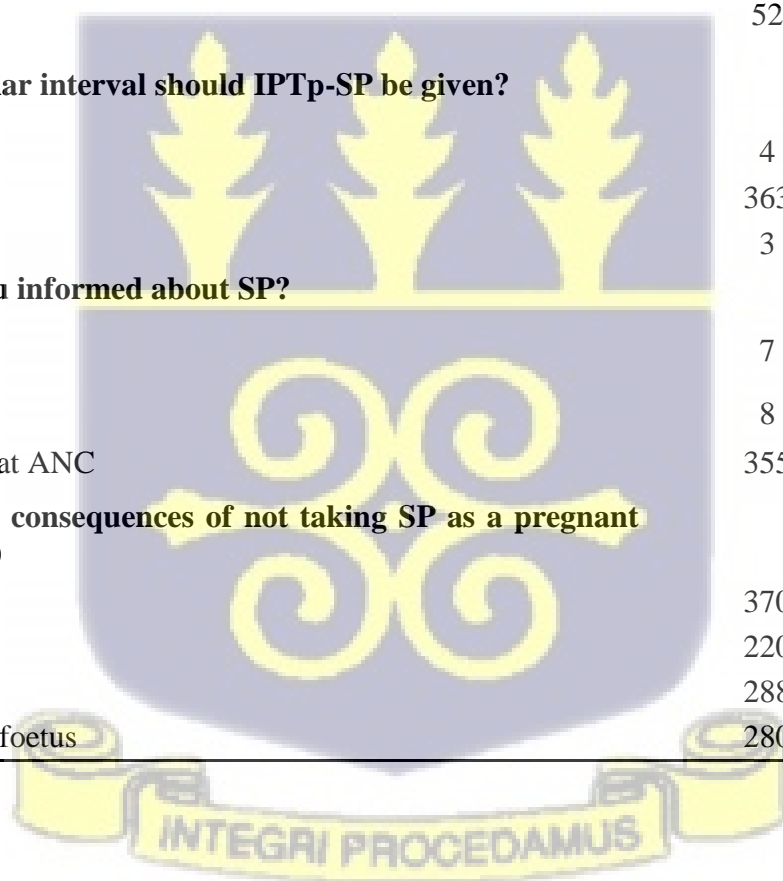 52
ar interval should IPTp-SP be given?
4
363
3
u informed about SP?
7
8
at ANC
355
consequences of not taking SP as a pregnant
)
370
220
288
foetus
280
INTEGRI PROCEDAMUS